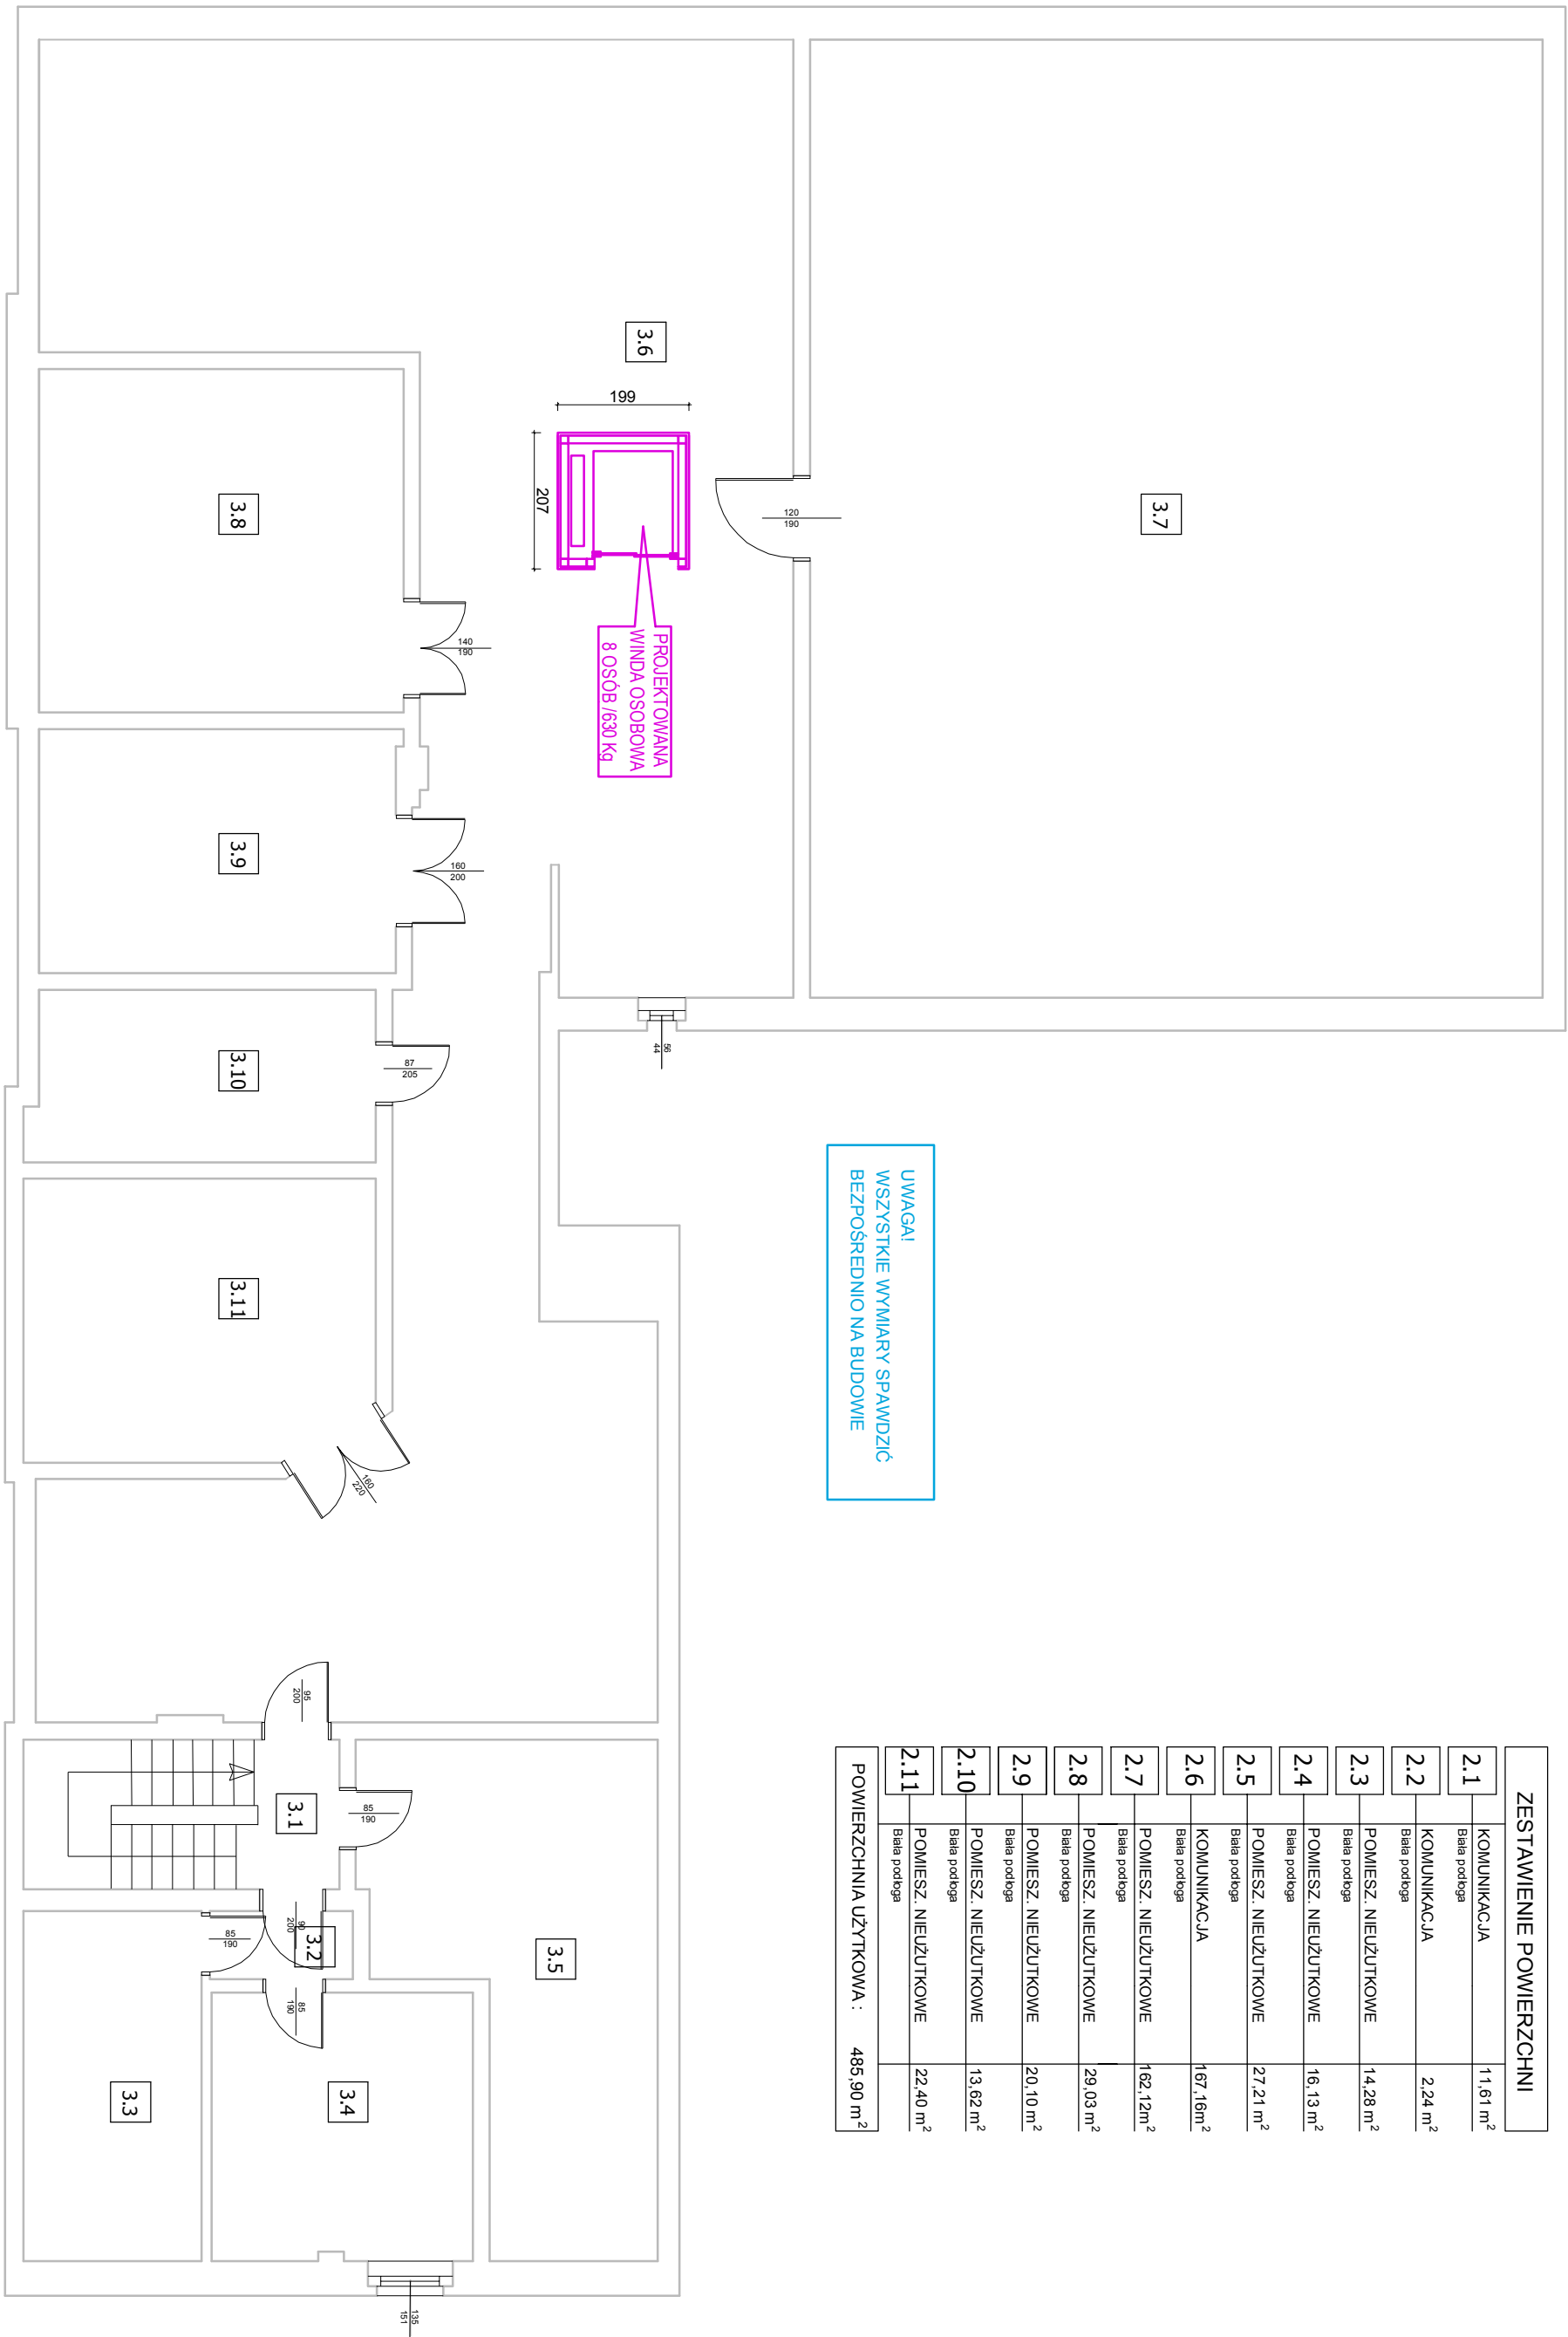 ZESTAWIENIE POWIERZCHNI
2.1 KOMUNIKACJA 11,61 m²
Biała podłoga
2.2 KOMUNIKACJA 2,24 m²
Biała podłoga
2.3 POMIESZ. NIEUŻUTKOWE 14,28 m²
Biała podłoga
2.4 POMIESZ. NIEUŻUTKOWE 16,13 m²
Biała podłoga
2.5 POMIESZ. NIEUŻUTKOWE 27,21 m²
Biała podłoga
2.6 KOMUNIKACJA 167,16m²
Biała podłoga
2.7 POMIESZ. NIEUŻUTKOWE 162,12m²
Biała podłoga
2.8 POMIESZ. NIEUŻUTKOWE 29,03 m²
Biała podłoga
2.9 POMIESZ. NIEUŻUTKOWE 20,10 m²
Biała podłoga
2.10 POMIESZ. NIEUŻUTKOWE 13,62 m²
Biała podłoga
2.11 POMIESZ. NIEUŻUTKOWE 22,40 m²
Biała podłoga
POWIERZCHNIA UŻYTKOWA : 485,90 m²
UWAGA!
WSZYSTKIE WYMIARY SPAWDZIĆ
BEZPOŚREDNIO NA BUDOWIE
3.7
120
190
3.6
199
207
PROJEKTOWANA
WINDA OSOBOWA
8 OSÓB /630 Kg
56
44
3.8
140
190
3.9
160
200
3.10
87
205
3.11
160
220
95
200
3.1
85
190
3.2
90
200
85
190
85
190
3.5
3.4
3.3
135
151